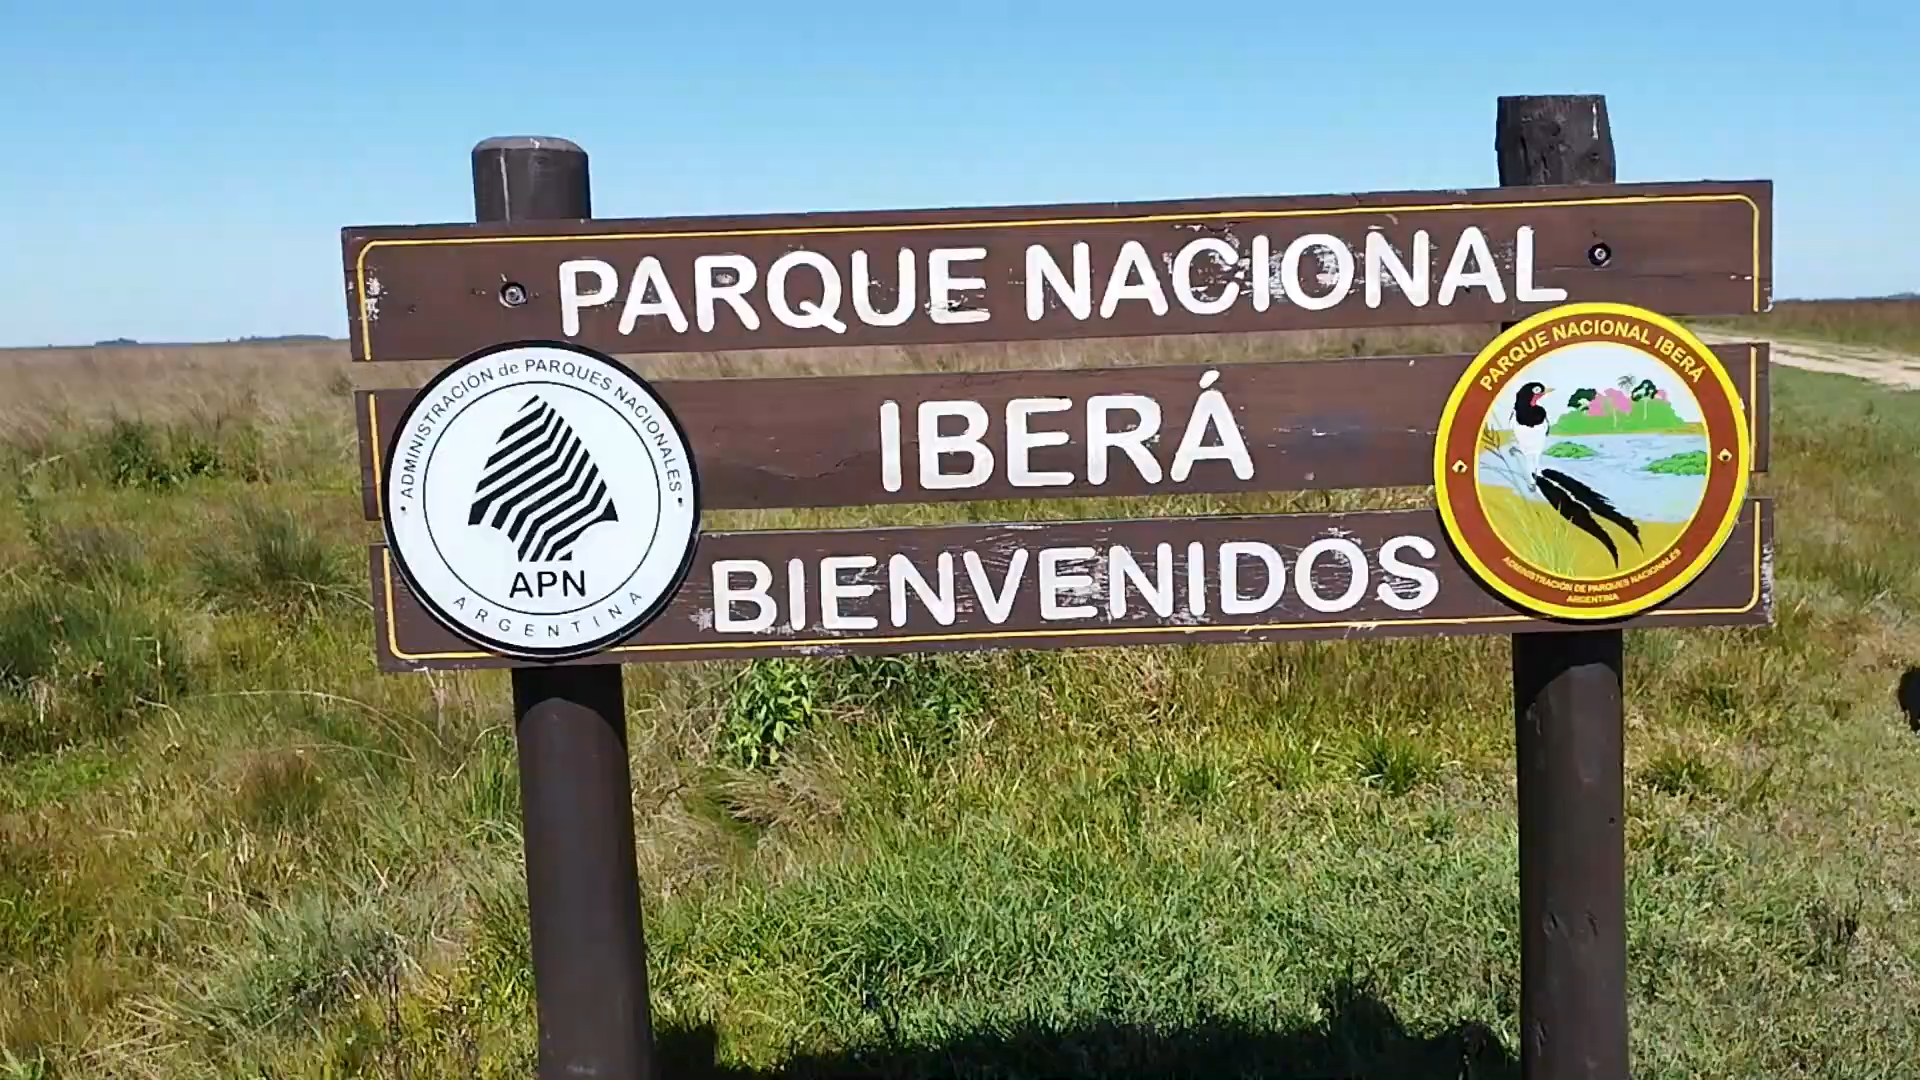 PARQUE NACIONAL
IBERÁ
BIENVENIDOS
ADMINISTRACIÓN de PARQUES NACIONALES
APN
ARGENTINA
PARQUE NACIONAL IBERÁ
ADMINISTRACIÓN DE PARQUES NACIONALES
ARGENTINA